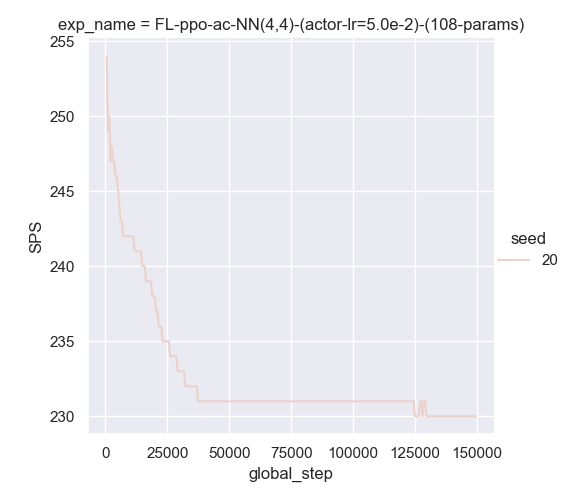 exp_name = FL-ppo-ac-NN(4,4)-(actor-lr=5.0e-2)-(108-params)
255
250
245
240
235
230
SPS
0 25000 50000 75000 100000 125000 150000
global_step
seed
20